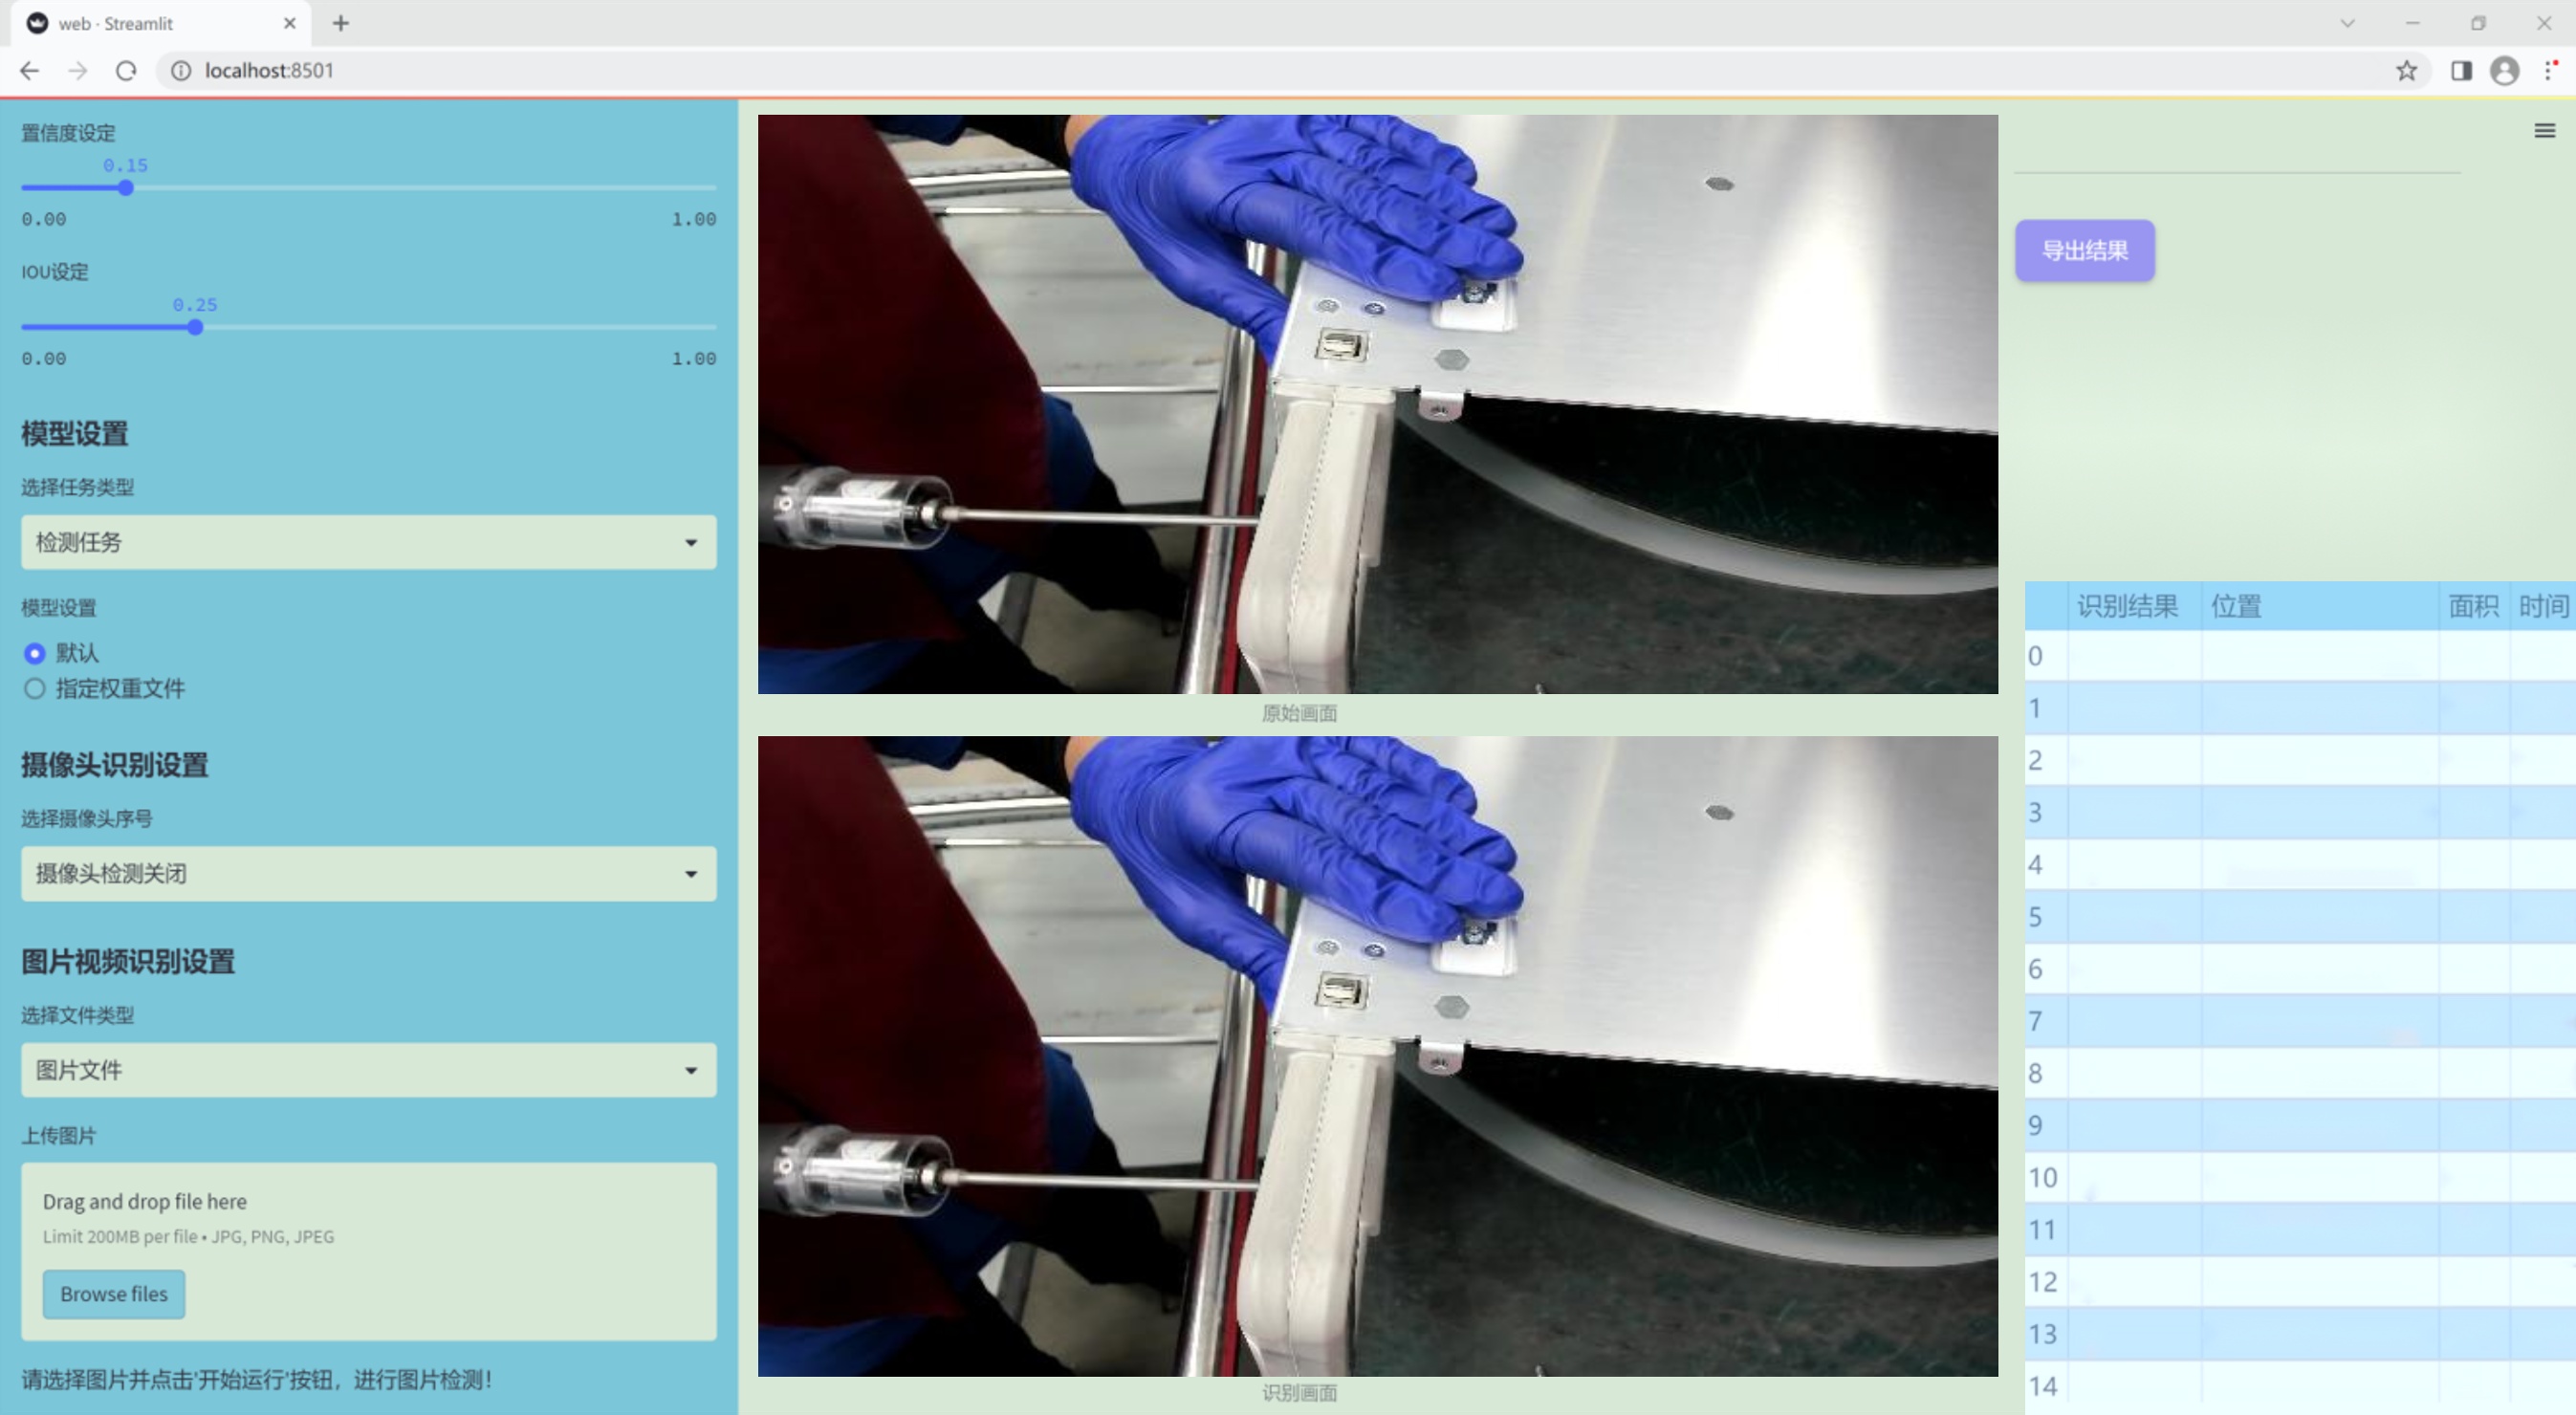 web · Streamlit
localhost:8501
置信度设定
0.15
0.00 1.00
IOU设定
0.25
0.00 1.00
模型设置
选择任务类型
检测任务
模型设置
默认
指定权重文件
摄像头识别设置
选择摄像头序号
摄像头检测关闭
图片视频识别设置
选择文件类型
图片文件
上传图片
Drag and drop file here
Limit 200MB per file • JPG, PNG, JPEG
Browse files
请选择图片并点击'开始运行'按钮，进行图片检测！
原始画面
识别画面
导出结果
识别结果 位置 面积 时间
0
1
2
3
4
5
6
7
8
9
10
11
12
13
14